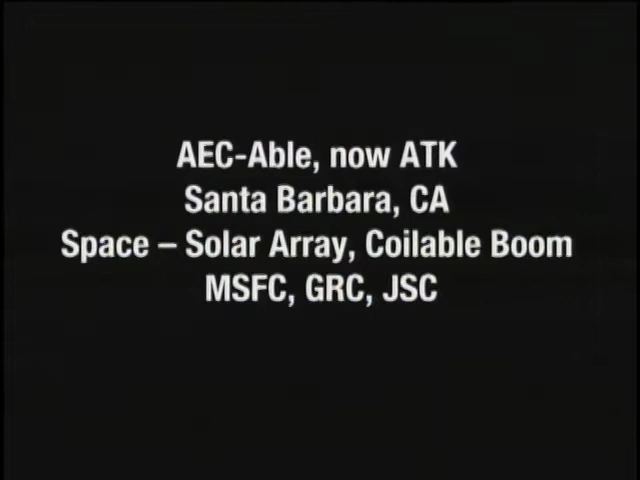 AEC-Able, now ATK
Santa Barbara, CA
Space – Solar Array, Coilable Boom
MSFC, GRC, JSC